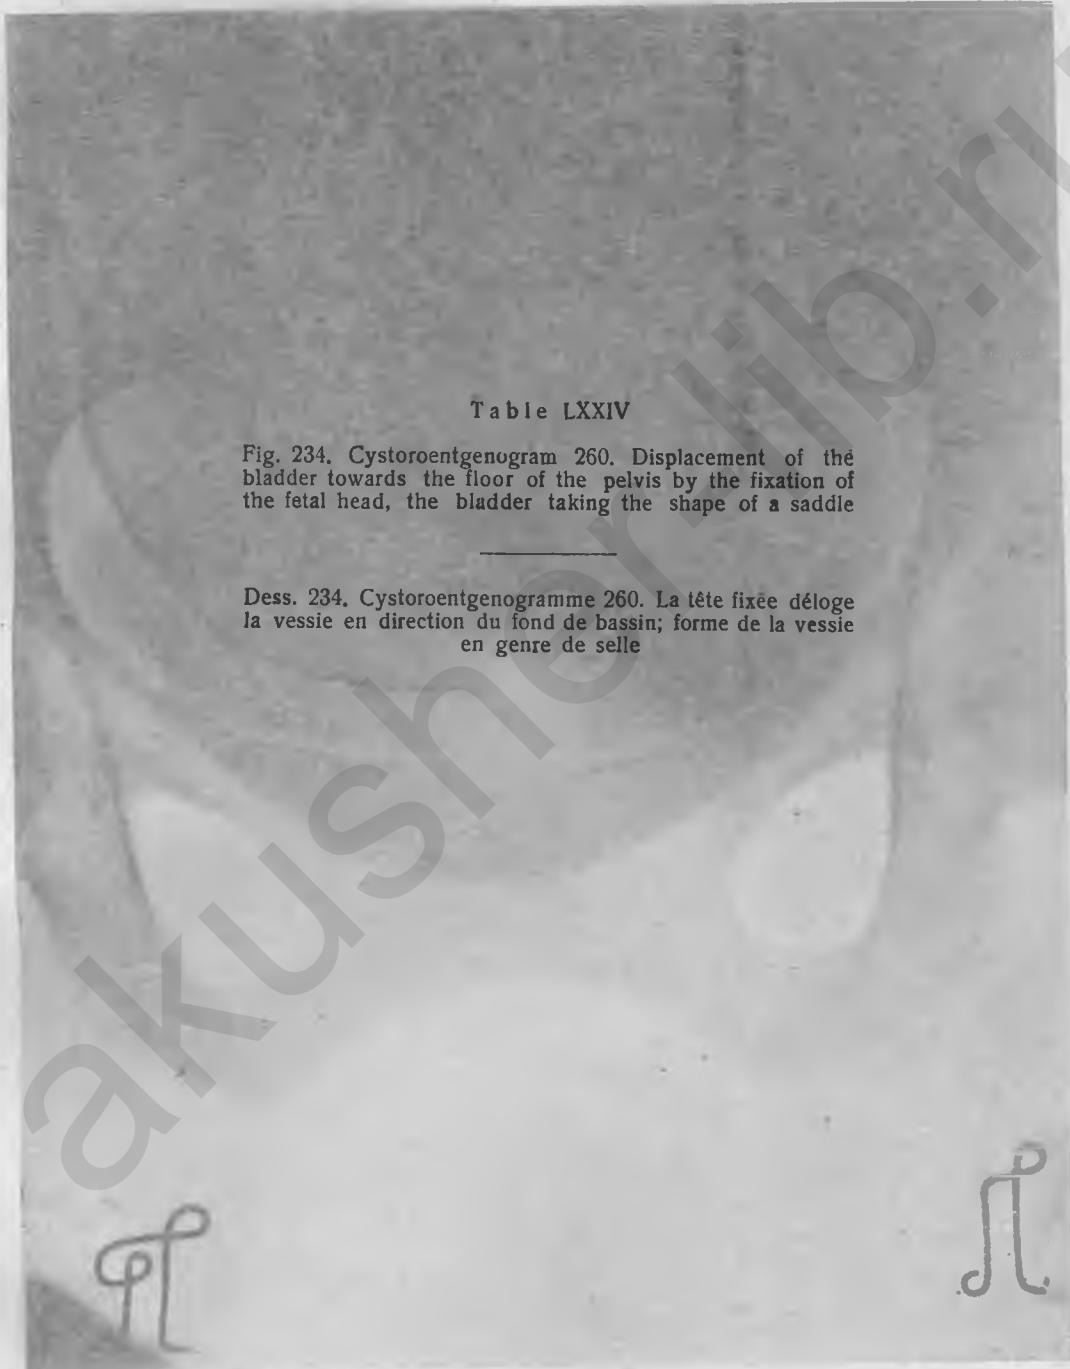 Table LXXIV
Fig. 234. Cystoroentgenogram 260. Displacement of the
bladder towards the floor of the pelvis by the fixation of
the fetal head, the bladder taking the shape of a saddle
Dess. 234. Cystoroentgenogramme 260. La tête fixée déloge
la vessie en direction du fond de bassin; forme de la vessie
en genre de selle
akusher-lib.ru
П
Л